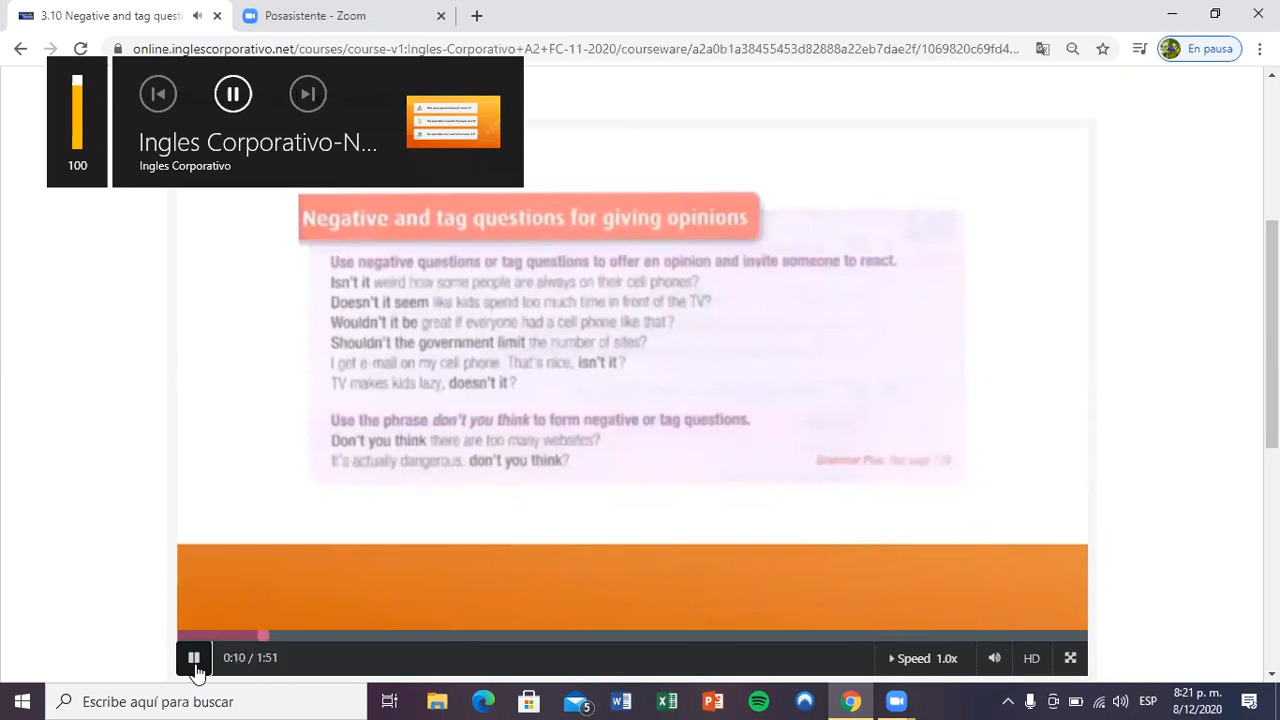 3.10 Negative and tag quest
Posasistente - Zoom
online.inglescorporativo.net/courses/course-v1:Ingles-Corporativo+A2+FC-11-2020/courseware/a2a0b1a38455453d82888a22eb7dae2f/1069820c69fd4...
En pausa
100
Ingles Corporativo-N...
Ingles Corporativo
Negative and tag questions for giving opinions
Use negative questions or tag questions to offer an opinion and invite someone to react.
Isn't it weird how some people are always on their cell phones?
Doesn't it seem like kids spend too much time in front of the TV?
Wouldn't it be great if everyone had a cell phone like that?
Shouldn't the government limit the number of sites?
I get e-mail on my cell phone. That's nice, isn't it?
TV makes kids lazy, doesn't it?
Use the phrase don't you think to form negative or tag questions.
Don't you think there are too many websites?
It's actually dangerous, don't you think?
Grammar Plus: See page
0:10 / 1:51
Speed 1.0x
HD
Escribe aquí para buscar
5
ESP
8:21 p. m.
8/12/2020